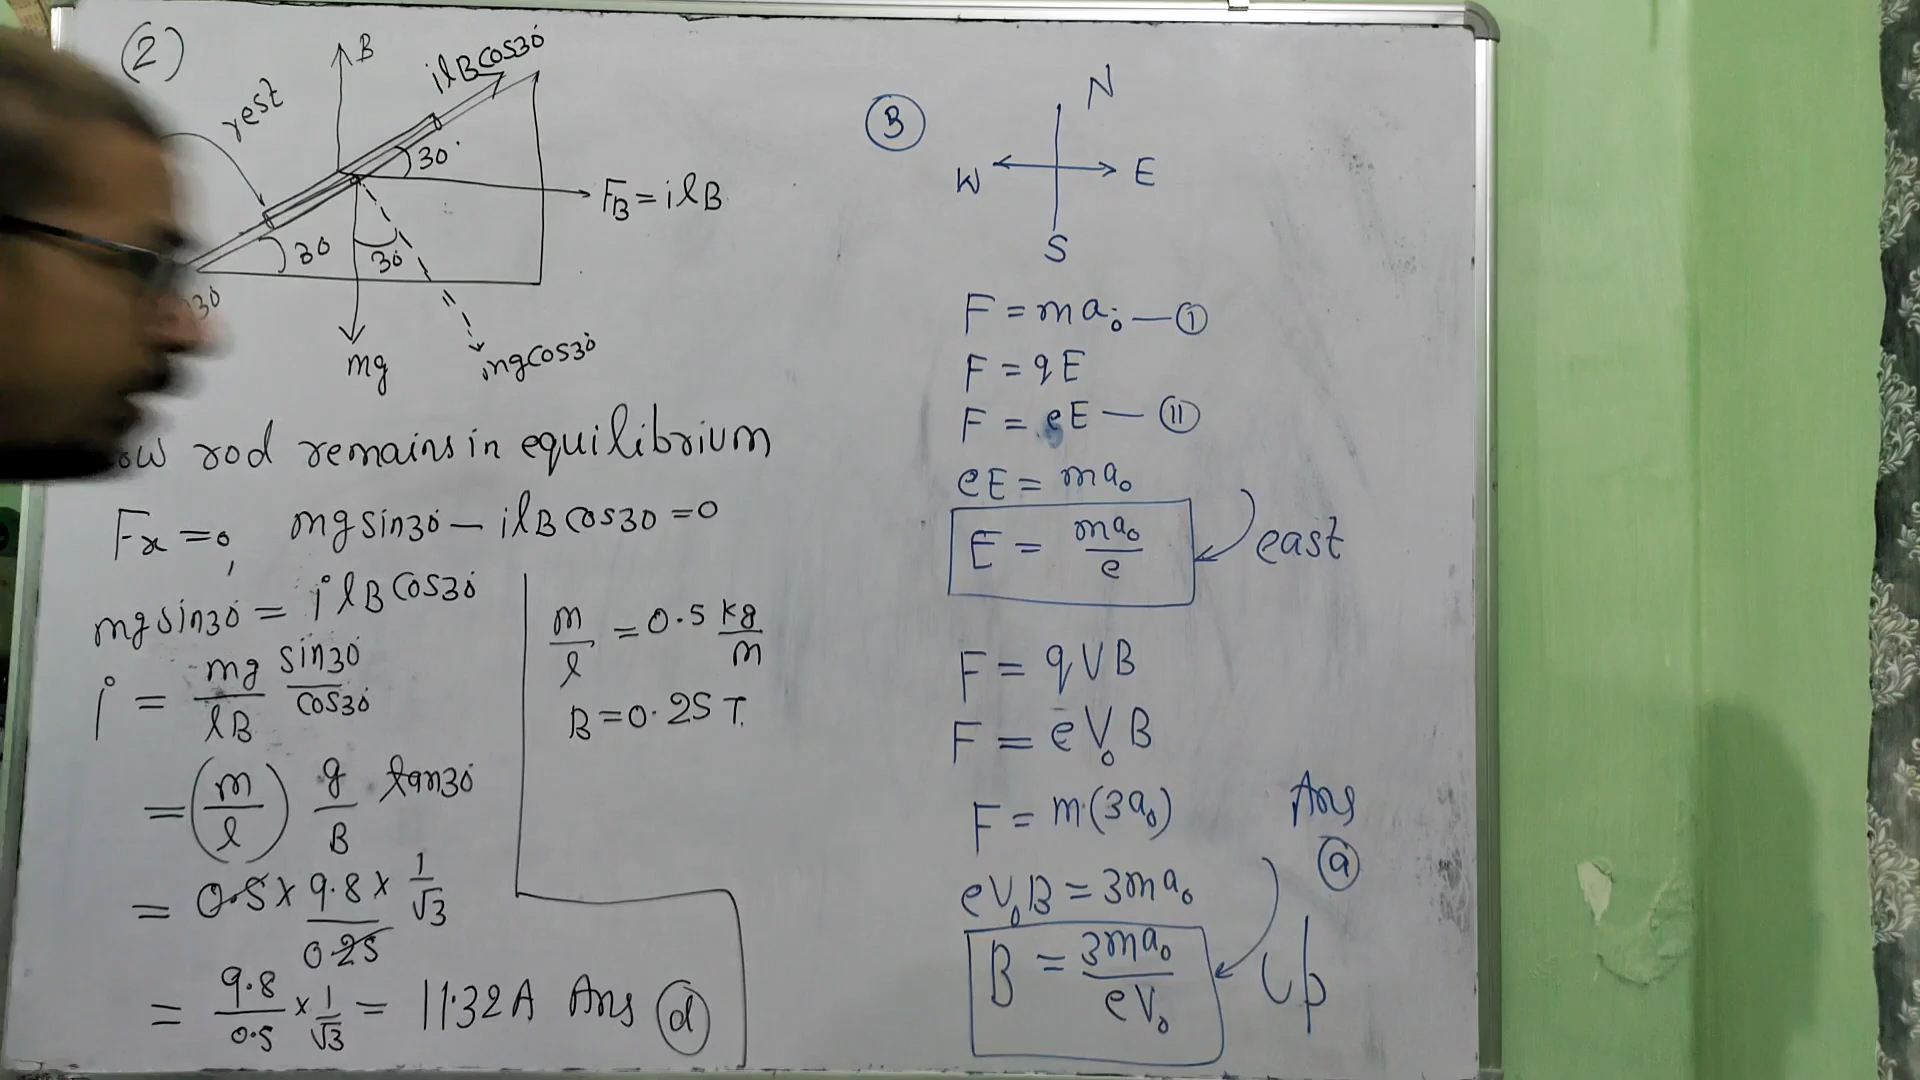 (2)
B
ilBcos30°
rest
30°
F_B = ilB
30
30
30
mg
mgcos30
ow rod remains in equilibrium
Fx = 0, mgsin30 – ilBcos30 = 0
mgsin30 = ilBcos30
i = mg/lB sin30/cos30
= (m/l) g/B tan30
= 0.5 × 9.8/0.25 × 1/√3
= 9.8/0.5 × 1/√3 = 11.32A Ans (d)
m/l = 0.5 kg/m
B = 0.25 T.
(3)
N
W E
S
F = ma₀ — (I)
F = qE
F = eE — (II)
eE = ma₀
E = ma₀/e east
F = qVB
F = eV₀B
F = m(3a₀)
Ans (a)
eV₀B = 3ma₀
B = 3ma₀/eV₀ up